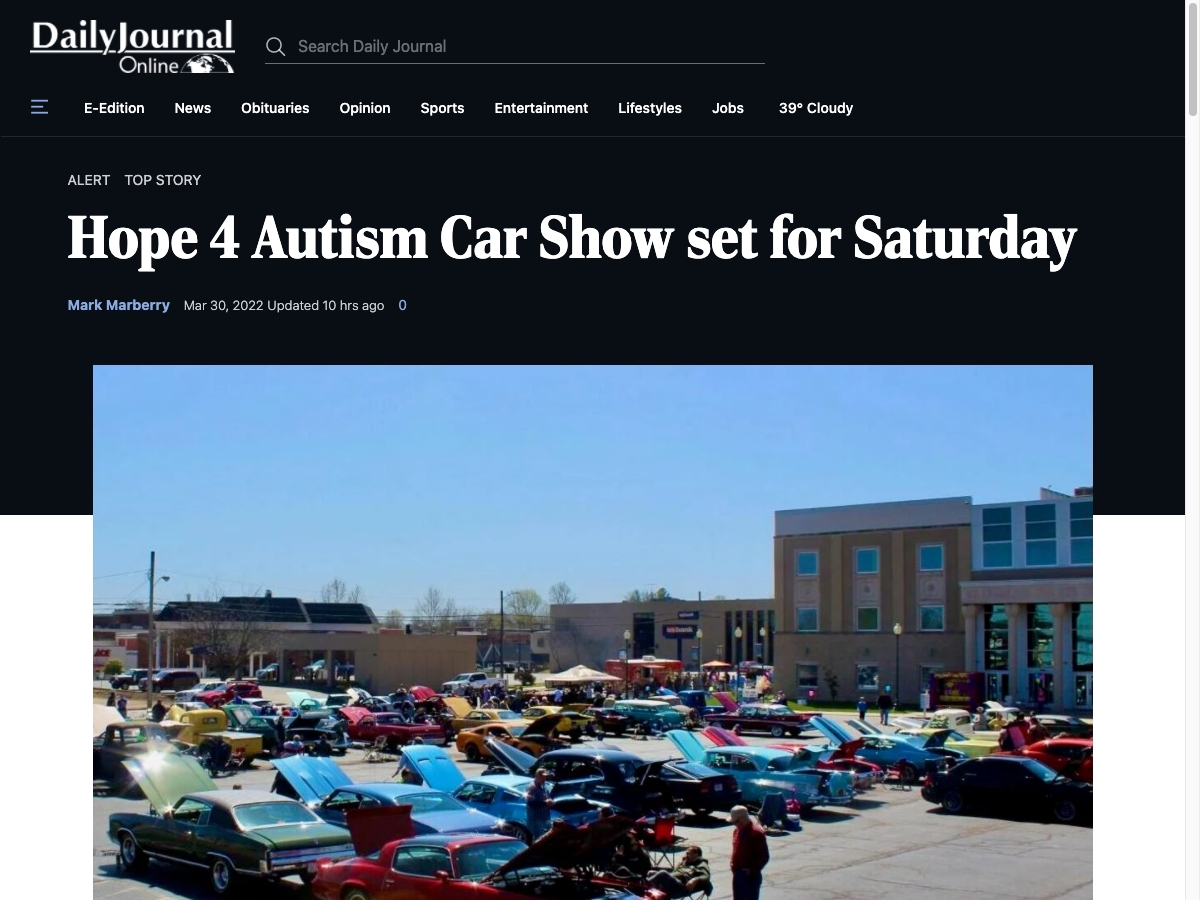 DailyJournal
Online
Search Daily Journal
E-Edition News Obituaries Opinion Sports Entertainment Lifestyles Jobs 39° Cloudy
ALERT TOP STORY
Hope 4 Autism Car Show set for Saturday
Mark Marberry Mar 30, 2022 Updated 10 hrs ago 0